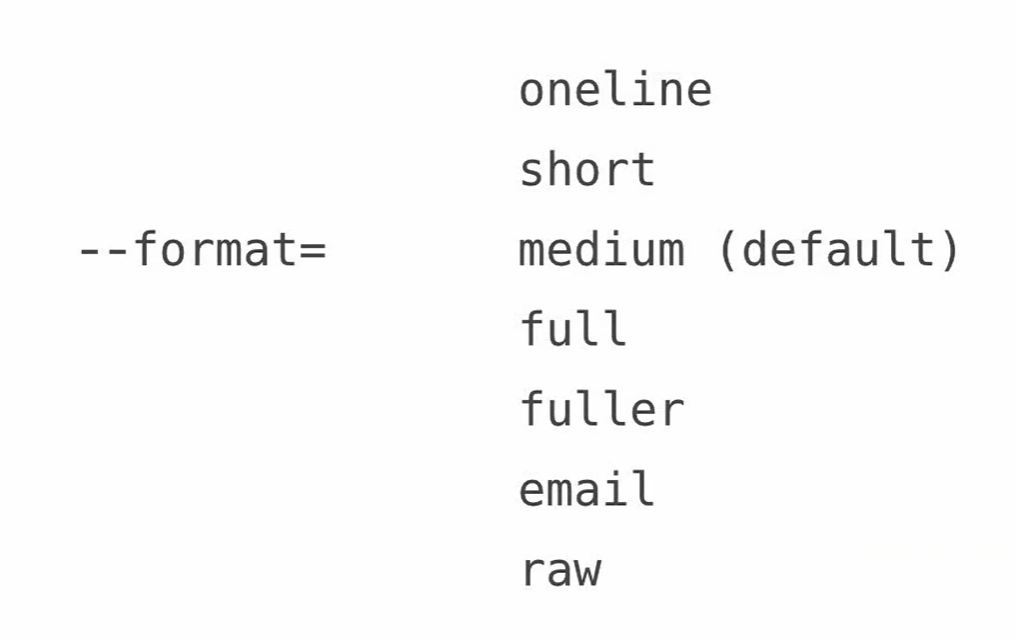 oneline
short
--format= medium (default)
full
fuller
email
raw